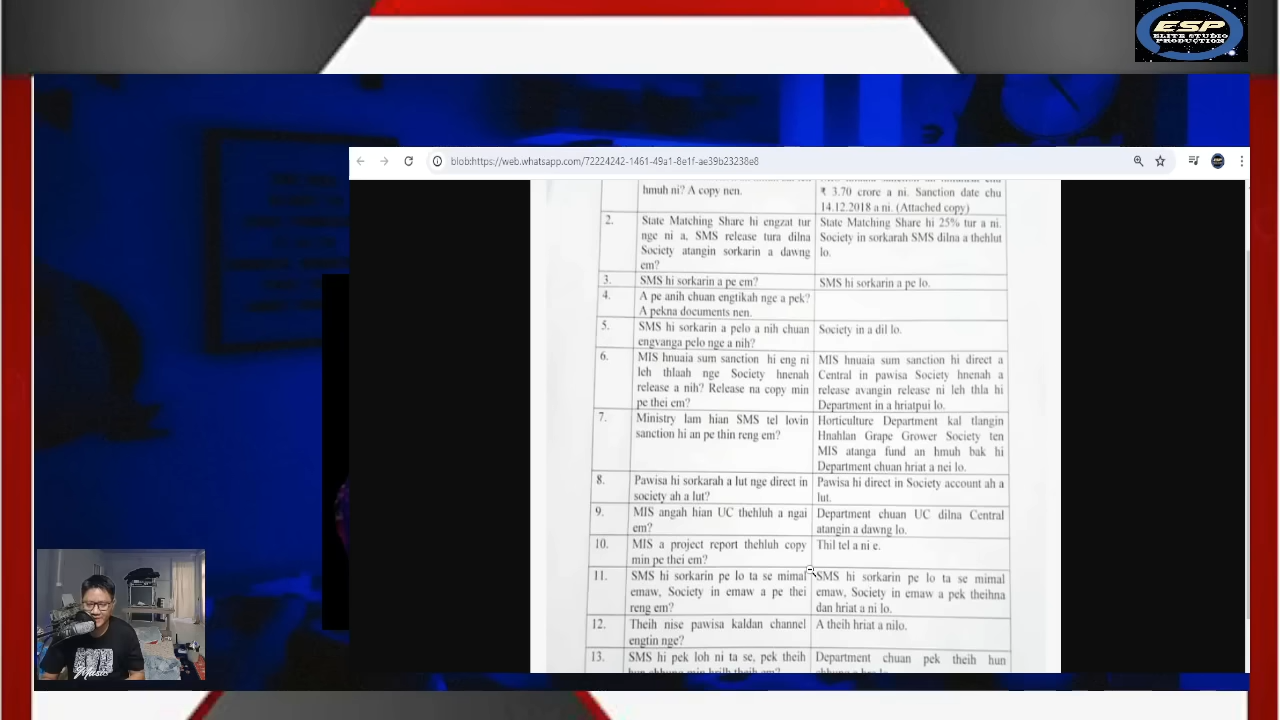 ESP
ELITE STUDIO
PRODUCTION
blob:https://web.whatsapp.com/72224242-1461-49a1-8e1f-ae39b23238e8
ESP
hmuh ni? A copy nen.
₹ 3.70 crore a ni. Sanction date chu
14.12.2018 a ni. (Attached copy)
2.
State Matching Share hi engzat tur
nge ni a, SMS release tura dilna
Society atangin sorkarin a dawng
em?
State Matching Share hi 25% tur a ni.
Society in sorkarah SMS dilna a thehlut
lo.
3.
SMS hi sorkarin a pe em?
SMS hi sorkarin a pe lo.
4.
A pe anih chuan engtikah nge a pek?
A pekna documents nen.
5.
SMS hi sorkarin a pelo a nih chuan
engvanga pelo nge a nih?
Society in a dil lo.
6.
MIS hnuaia sum sanction hi eng ni
leh thlaah nge Society hnenah
release a nih? Release na copy min
pe thei em?
MIS hnuaia sum sanction hi direct a
Central in pawisa Society hnenah a
release avangin release ni leh thla hi
Department in a hriatpui lo.
7.
Ministry lam hian SMS tel lovin
sanction hi an pe thin reng em?
Horticulture Department kal tlangin
Hnahlan Grape Grower Society ten
MIS atanga fund an hmuh bak hi
Department chuan hriat a nei lo.
8.
Pawisa hi sorkarah a lut nge direct in
society ah a lut?
Pawisa hi direct in Society account ah a
lut.
9.
MIS angah hian UC thehluh a ngai
em?
Department chuan UC dilna Central
atangin a dawng lo.
10.
MIS a project report thehluh copy
min pe thei em?
Thil tel a ni e.
11.
SMS hi sorkarin pe lo ta se mimal
emaw, Society in emaw a pe thei
reng em?
SMS hi sorkarin pe lo ta se mimal
emaw, Society in emaw a pek theihna
dan hriat a ni lo.
12.
Theih nise pawisa kaldan channel
engtin nge?
A theih hriat a nilo.
13.
SMS hi pek loh ni ta se, pek theih
Department chuan pek theih hun
Music